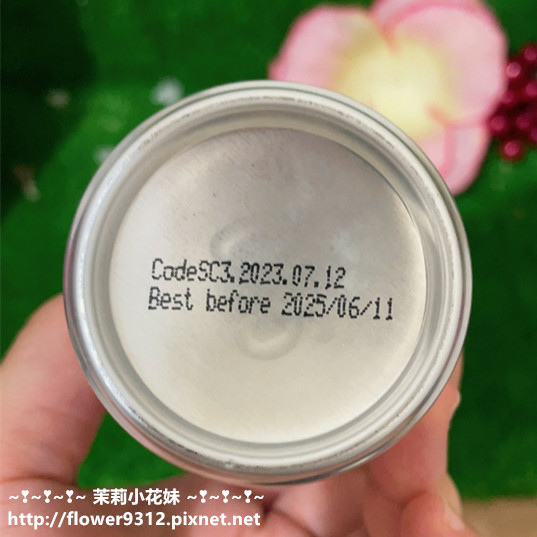 CodeSC3.2023.07.12
Best before 2025/06/11
~❣~❣~❣~ 茉莉小花妹 ~❣~❣~❣~
http://flower9312.pixnet.net